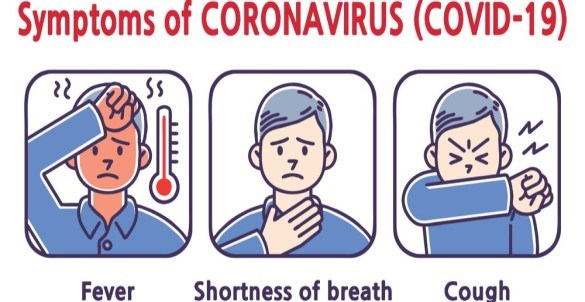 Symptoms of CORONAVIRUS (COVID-19)
Fever Shortness of breath Cough